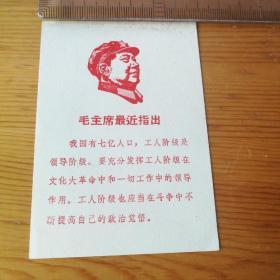 毛主席最近指出
我国有七亿人口，工人阶级是
领导阶级。要充分发挥工人阶级在
文化大革命中和一切工作中的领导
作用。工人阶级也应当在斗争中不
断提高自己的政治觉悟。